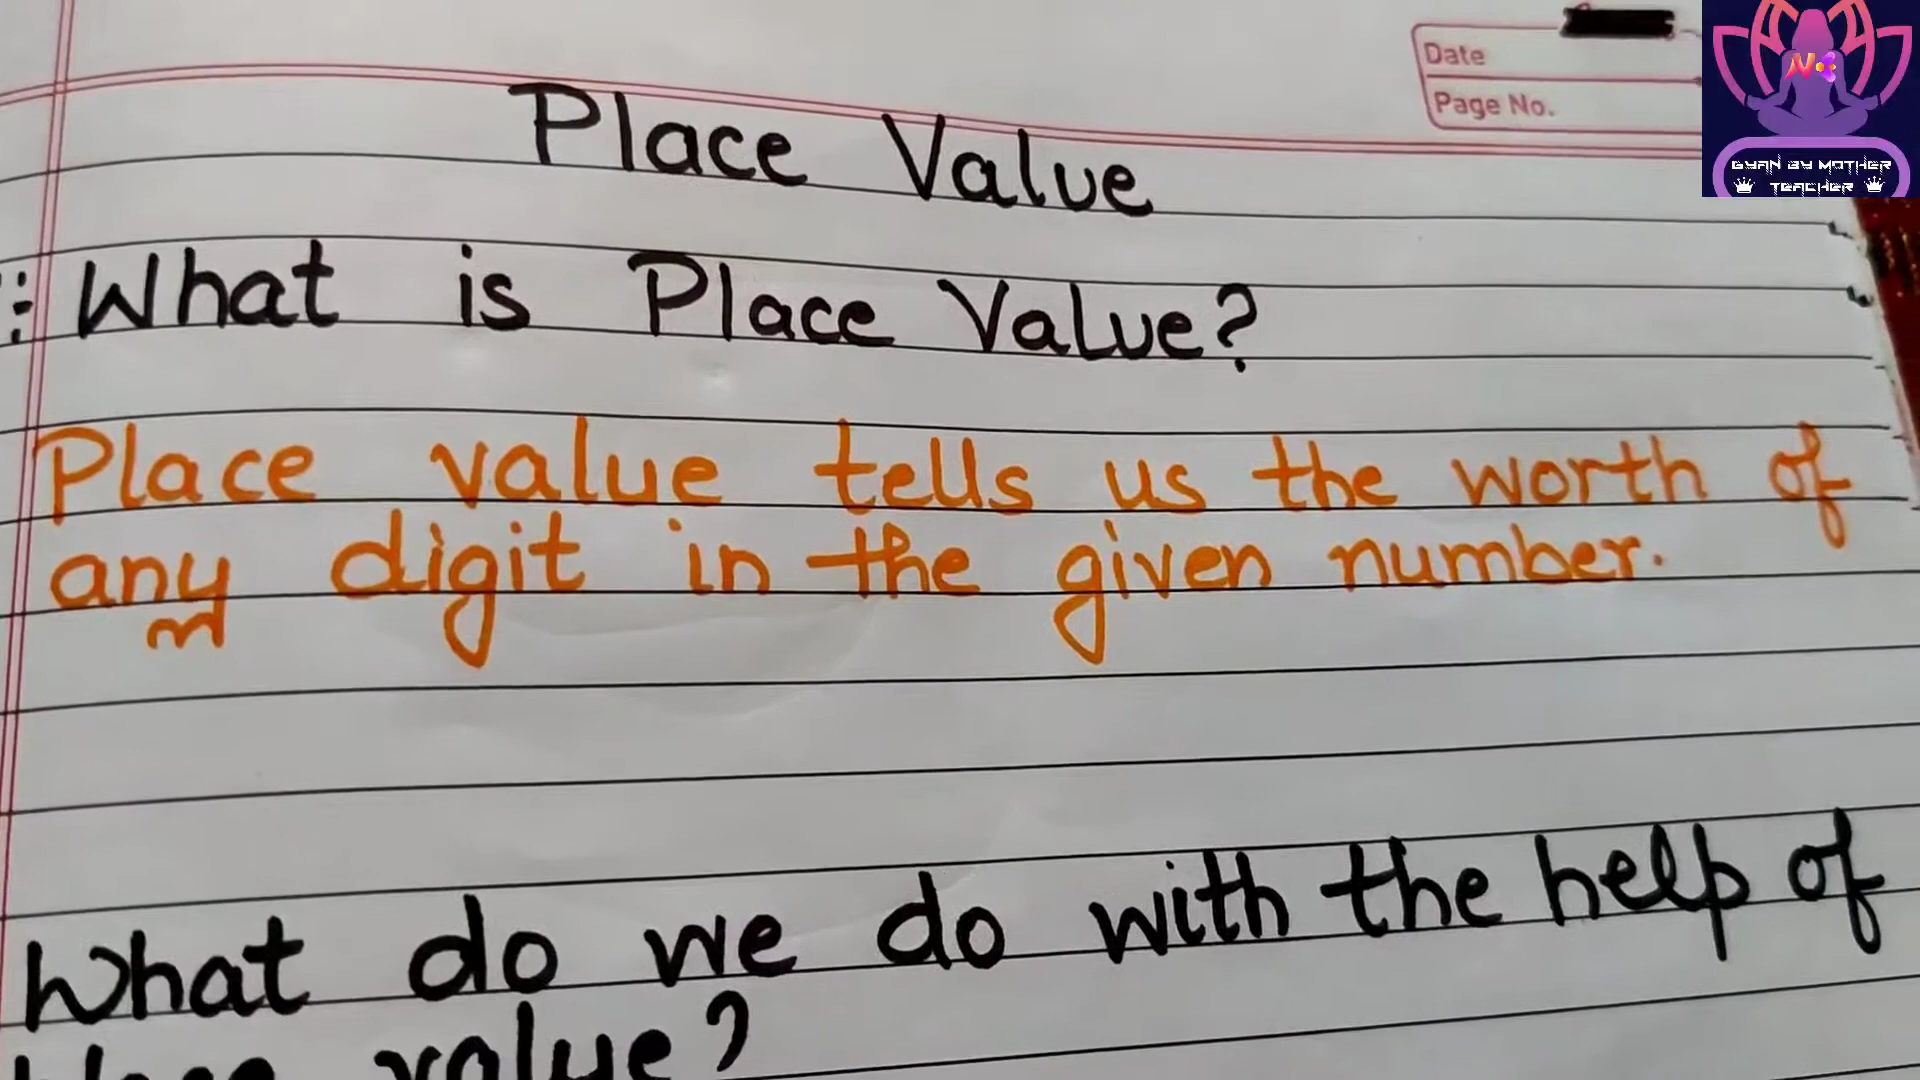 Date
Page No.
GYAN BY MOTHER
TEACHER
Place Value
: What is Place Value?
Place value tells us the worth of
any digit in the given number.
What do we do with the help of
Place value?